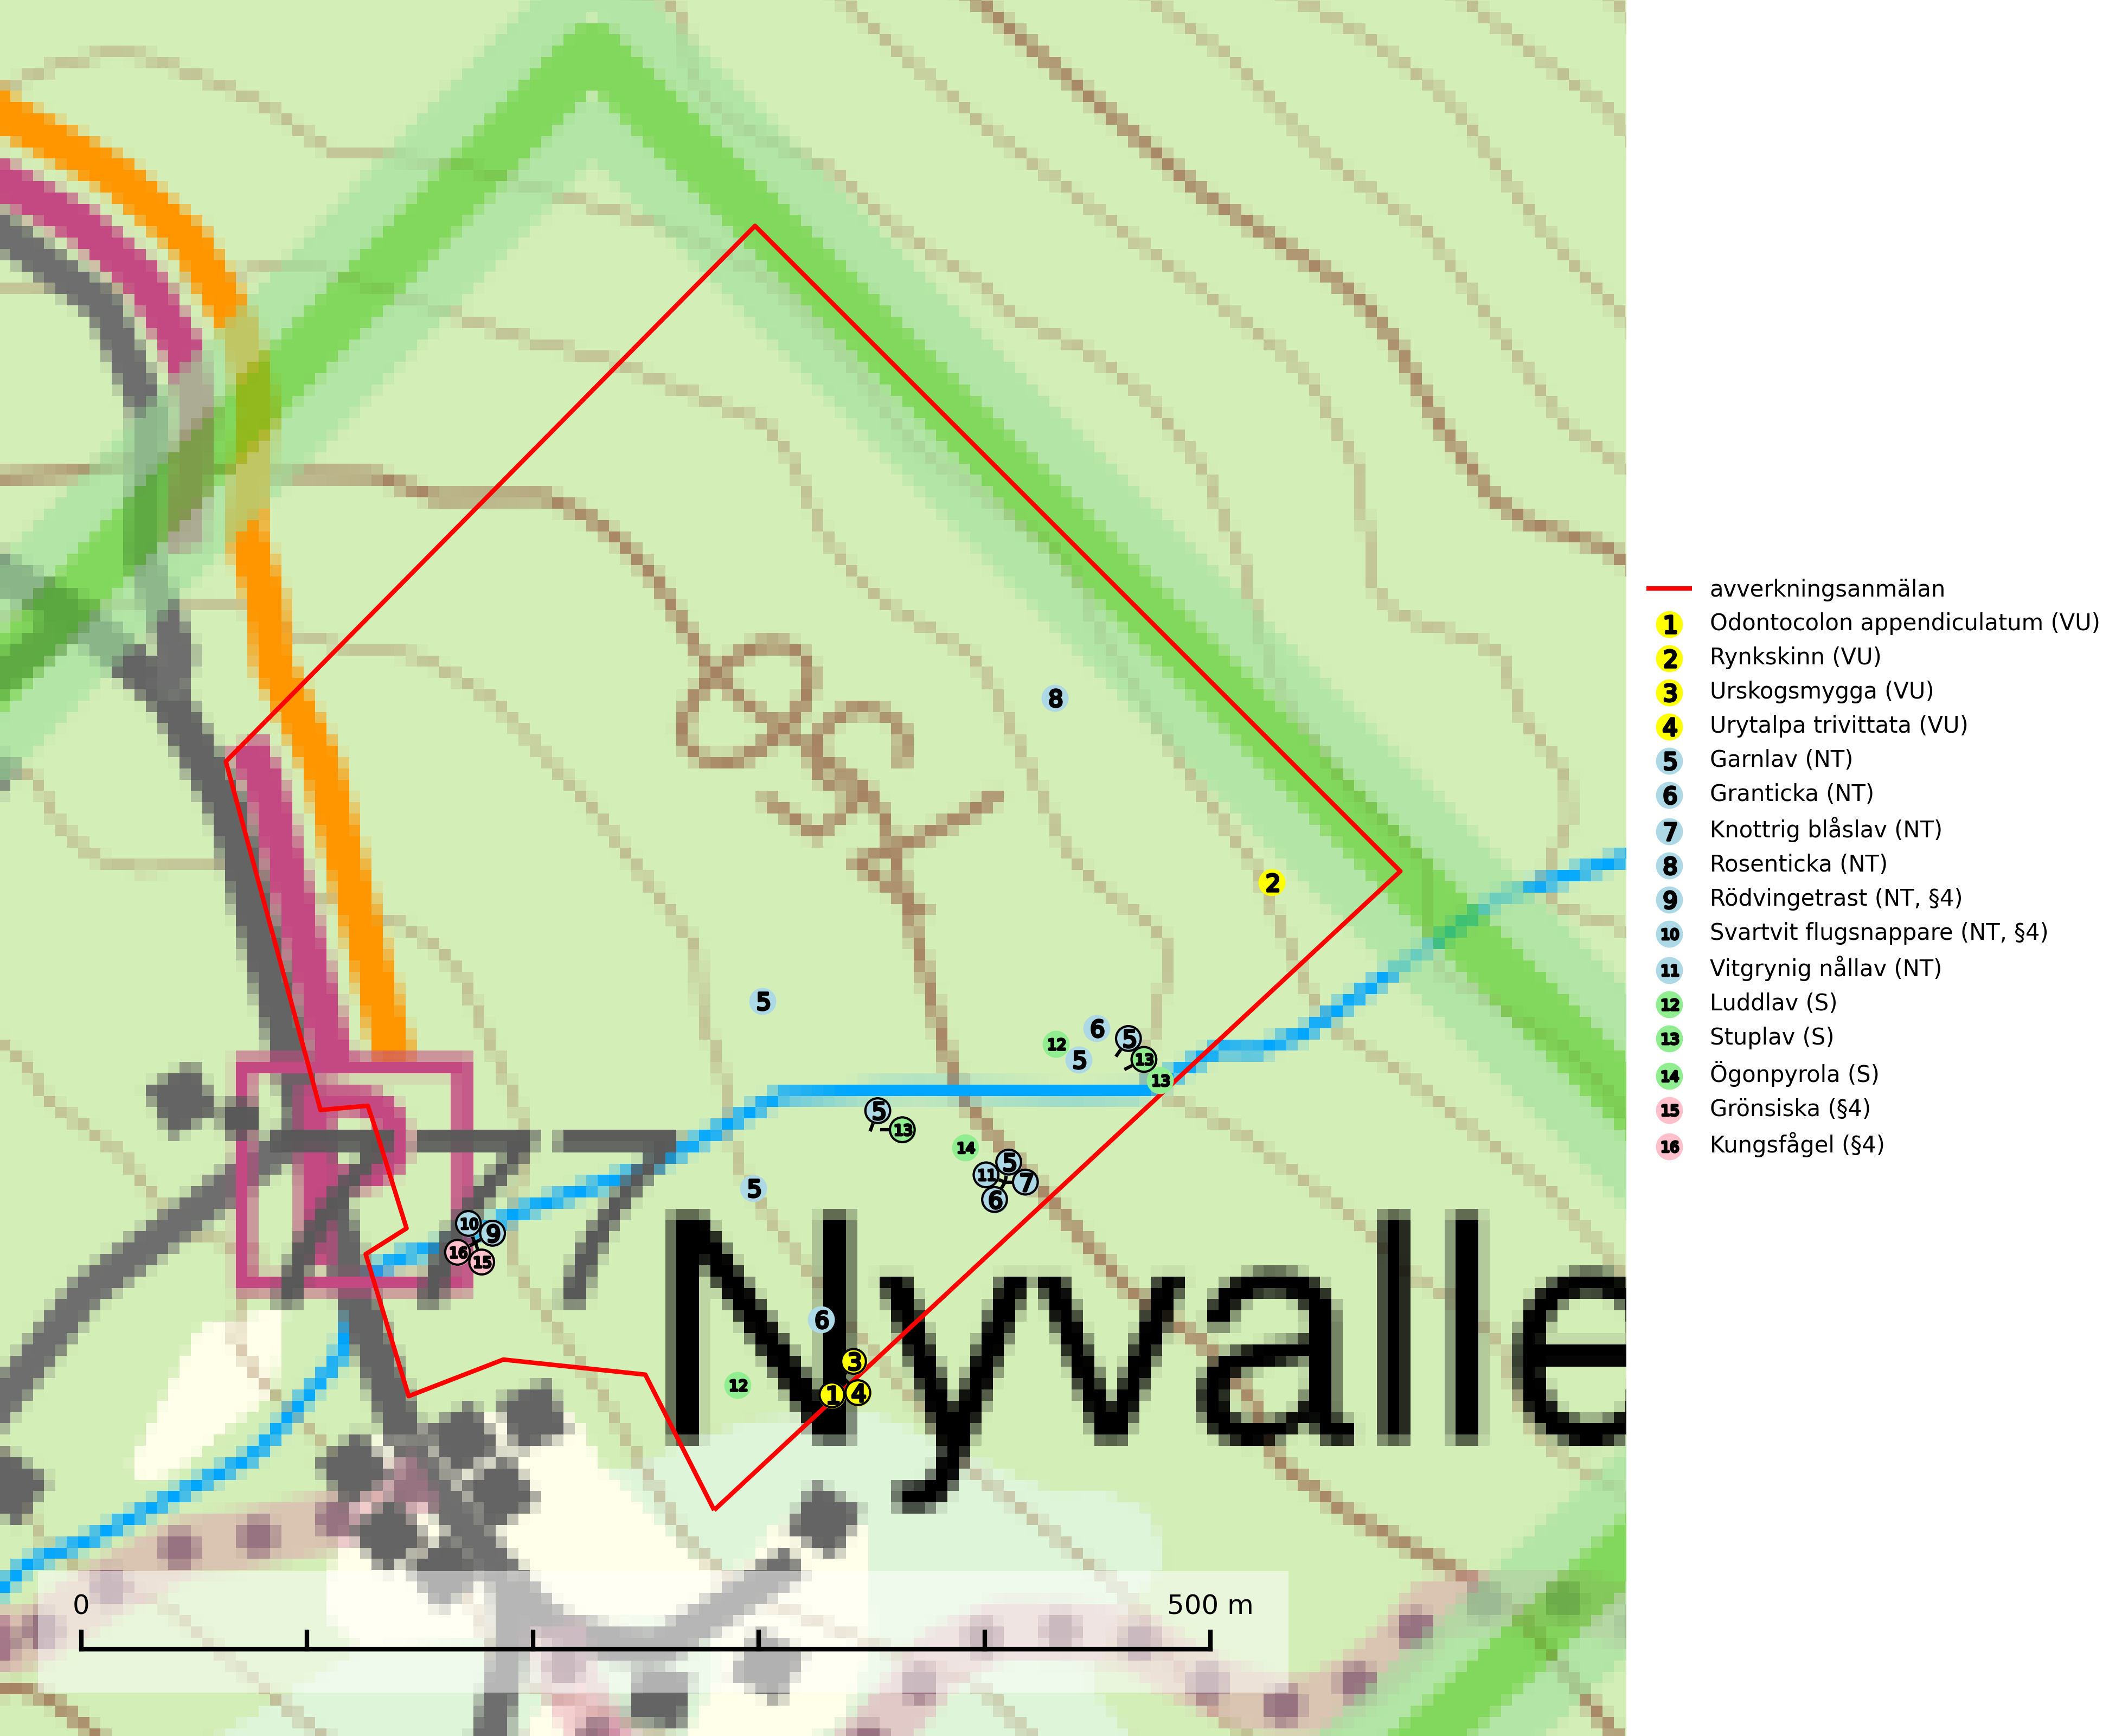 85
P
77
Nyvalle
8
2
5
6
5
12
5
13
13
5
13
14
5
11
7
6
5
10
9
16
15
6
3
12
1
4
0
500 m
avverkningsanmälan
1 Odontocolon appendiculatum (VU)
2 Rynkskinn (VU)
3 Urskogsmygga (VU)
4 Urytalpa trivittata (VU)
5 Garnlav (NT)
6 Granticka (NT)
7 Knottrig blåslav (NT)
8 Rosenticka (NT)
9 Rödvingetrast (NT, §4)
10 Svartvit flugsnappare (NT, §4)
11 Vitgrynig nållav (NT)
12 Luddlav (S)
13 Stuplav (S)
14 Ögonpyrola (S)
15 Grönsiska (§4)
16 Kungsfågel (§4)